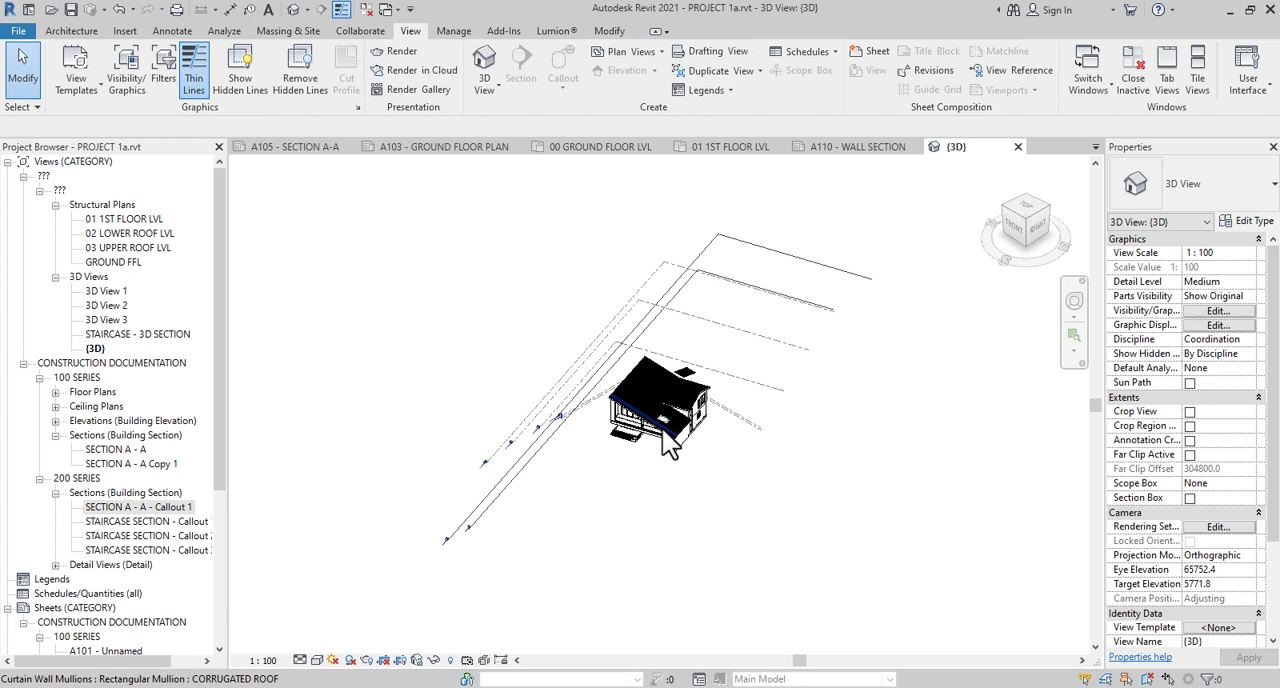 Autodesk Revit 2021 - PROJECT 1a.rvt - 3D View: {3D}
Sign In
File Architecture Insert Annotate Analyze Massing & Site Collaborate View Manage Add-Ins Lumion® Modify
Modify
View Templates
Visibility/ Graphics
Filters
Thin Lines
Show Hidden Lines
Remove Hidden Lines
Cut Profile
Render
Render in Cloud
Render Gallery
3D View
Section
Callout
Plan Views
Elevation
Drafting View
Duplicate View
Legends
Schedules
Scope Box
Sheet
View
Title Block
Revisions
Guide Grid
Matchline
View Reference
Viewports
Switch Windows
Close Inactive
Tab Views
Tile Views
User Interface
Select Graphics Presentation Create Sheet Composition Windows
Project Browser - PROJECT 1a.rvt
A105 - SECTION A-A A103 - GROUND FLOOR PLAN 00 GROUND FLOOR LVL 01 1ST FLOOR LVL A110 - WALL SECTION {3D}
Views (CATEGORY)
???
???
Structural Plans
01 1ST FLOOR LVL
02 LOWER ROOF LVL
03 UPPER ROOF LVL
GROUND FFL
3D Views
3D View 1
3D View 2
3D View 3
STAIRCASE - 3D SECTION
{3D}
CONSTRUCTION DOCUMENTATION
100 SERIES
Floor Plans
Ceiling Plans
Elevations (Building Elevation)
Sections (Building Section)
SECTION A - A
SECTION A - A Copy 1
200 SERIES
Sections (Building Section)
SECTION A - A - Callout 1
STAIRCASE SECTION - Callout
STAIRCASE SECTION - Callout
STAIRCASE SECTION - Callout
Detail Views (Detail)
Legends
Schedules/Quantities (all)
Sheets (CATEGORY)
CONSTRUCTION DOCUMENTATION
100 SERIES
A101 - Unnamed
TOP
FRONT
RIGHT
Properties
3D View
3D View: {3D} Edit Type
Graphics
View Scale 1 : 100
Scale Value 1: 100
Detail Level Medium
Parts Visibility Show Original
Visibility/Grap... Edit...
Graphic Displ... Edit...
Discipline Coordination
Show Hidden ... By Discipline
Default Analy... None
Sun Path
Extents
Crop View
Crop Region ...
Annotation Cr...
Far Clip Active
Far Clip Offset 304800.0
Scope Box None
Section Box
Camera
Rendering Set... Edit...
Locked Orient...
Projection Mo... Orthographic
Eye Elevation 65752.4
Target Elevation 5771.8
Camera Positi... Adjusting
Identity Data
View Template <None>
View Name {3D}
Properties help Apply
1 : 100
Curtain Wall Mullions : Rectangular Mullion : CORRUGATED ROOF
:0
Main Model
:0